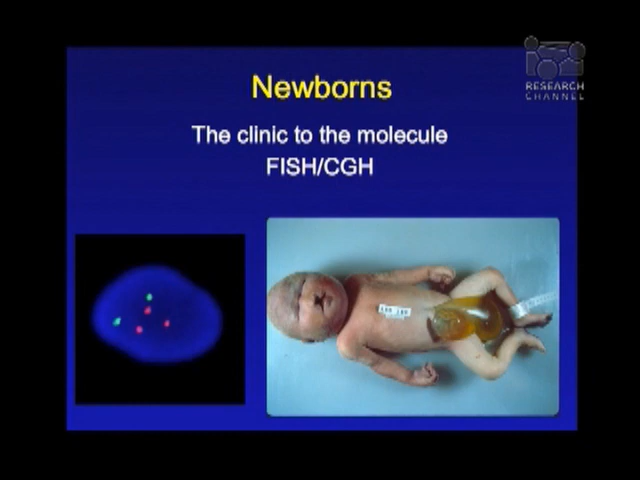 RESEARCH
CHANNEL
Newborns
The clinic to the molecule
FISH/CGH